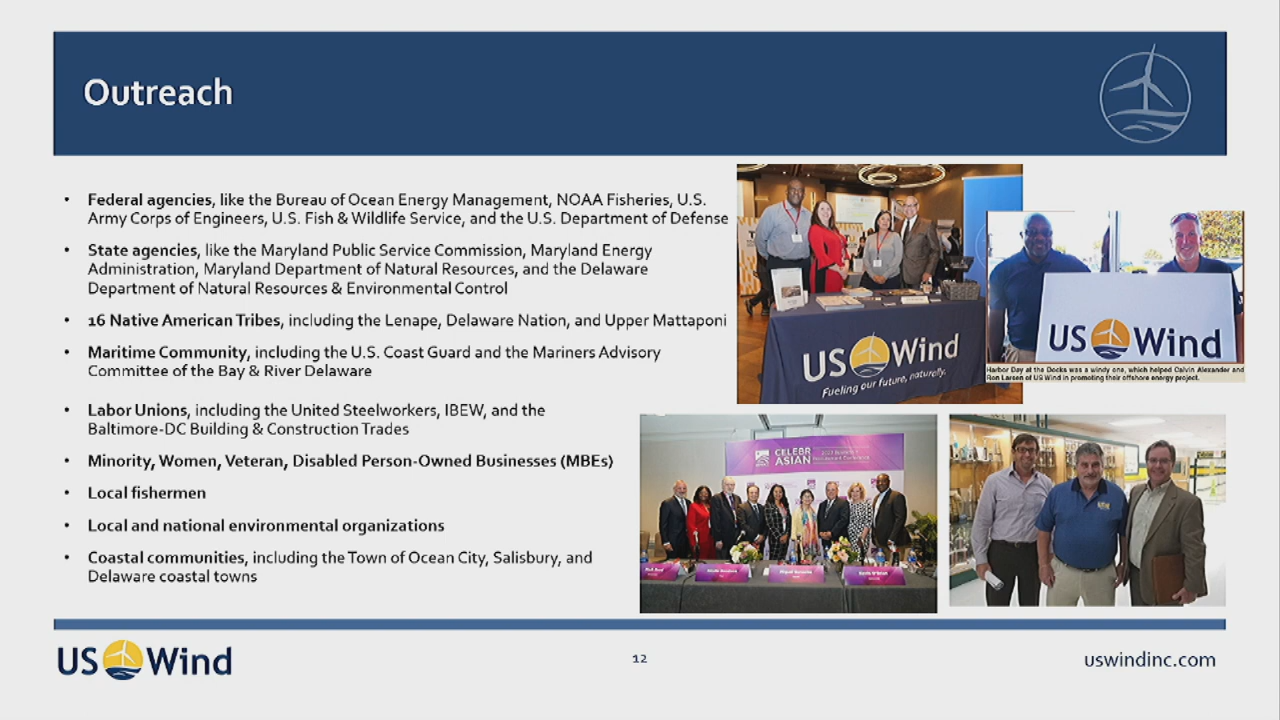 Outreach
• Federal agencies, like the Bureau of Ocean Energy Management, NOAA Fisheries, U.S.
Army Corps of Engineers, U.S. Fish & Wildlife Service, and the U.S. Department of Defense
• State agencies, like the Maryland Public Service Commission, Maryland Energy
Administration, Maryland Department of Natural Resources, and the Delaware
Department of Natural Resources & Environmental Control
• 16 Native American Tribes, including the Lenape, Delaware Nation, and Upper Mattaponi
• Maritime Community, including the U.S. Coast Guard and the Mariners Advisory
Committee of the Bay & River Delaware
• Labor Unions, including the United Steelworkers, IBEW, and the
Baltimore-DC Building & Construction Trades
• Minority, Women, Veteran, Disabled Person-Owned Businesses (MBEs)
• Local fishermen
• Local and national environmental organizations
• Coastal communities, including the Town of Ocean City, Salisbury, and
Delaware coastal towns
US Wind
Fueling our future, naturally.
US Wind
Harbor Day at the Docks was a windy one, which helped Calvin Alexander and
Ron Larsen of US Wind in promoting their offshore energy project.
CELEBR
ASIAN
US Wind
12
uswindinc.com